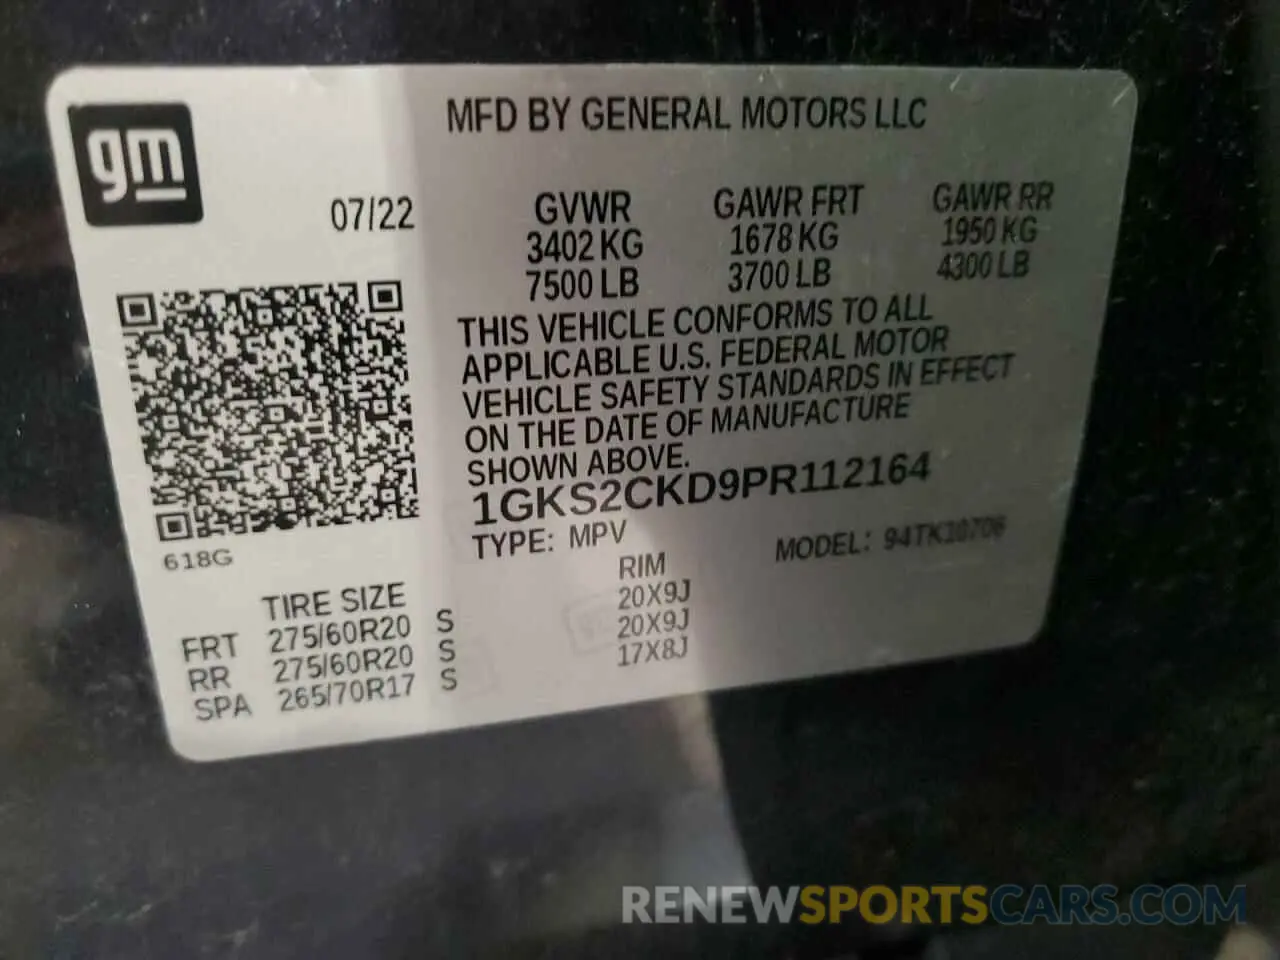 gm
MFD BY GENERAL MOTORS LLC
07/22
GVWR GAWR FRT GAWR RR
3402 KG 1678 KG 1950 KG
7500 LB 3700 LB 4300 LB
THIS VEHICLE CONFORMS TO ALL
APPLICABLE U.S. FEDERAL MOTOR
VEHICLE SAFETY STANDARDS IN EFFECT
ON THE DATE OF MANUFACTURE
SHOWN ABOVE.
1GKS2CKD9PR112164
TYPE: MPV MODEL: 94TK10706
618G
TIRE SIZE RIM
FRT 275/60R20 S 20X9J
RR 275/60R20 S 20X9J
SPA 265/70R17 S 17X8J
RENEWSPORTSCARS.COM